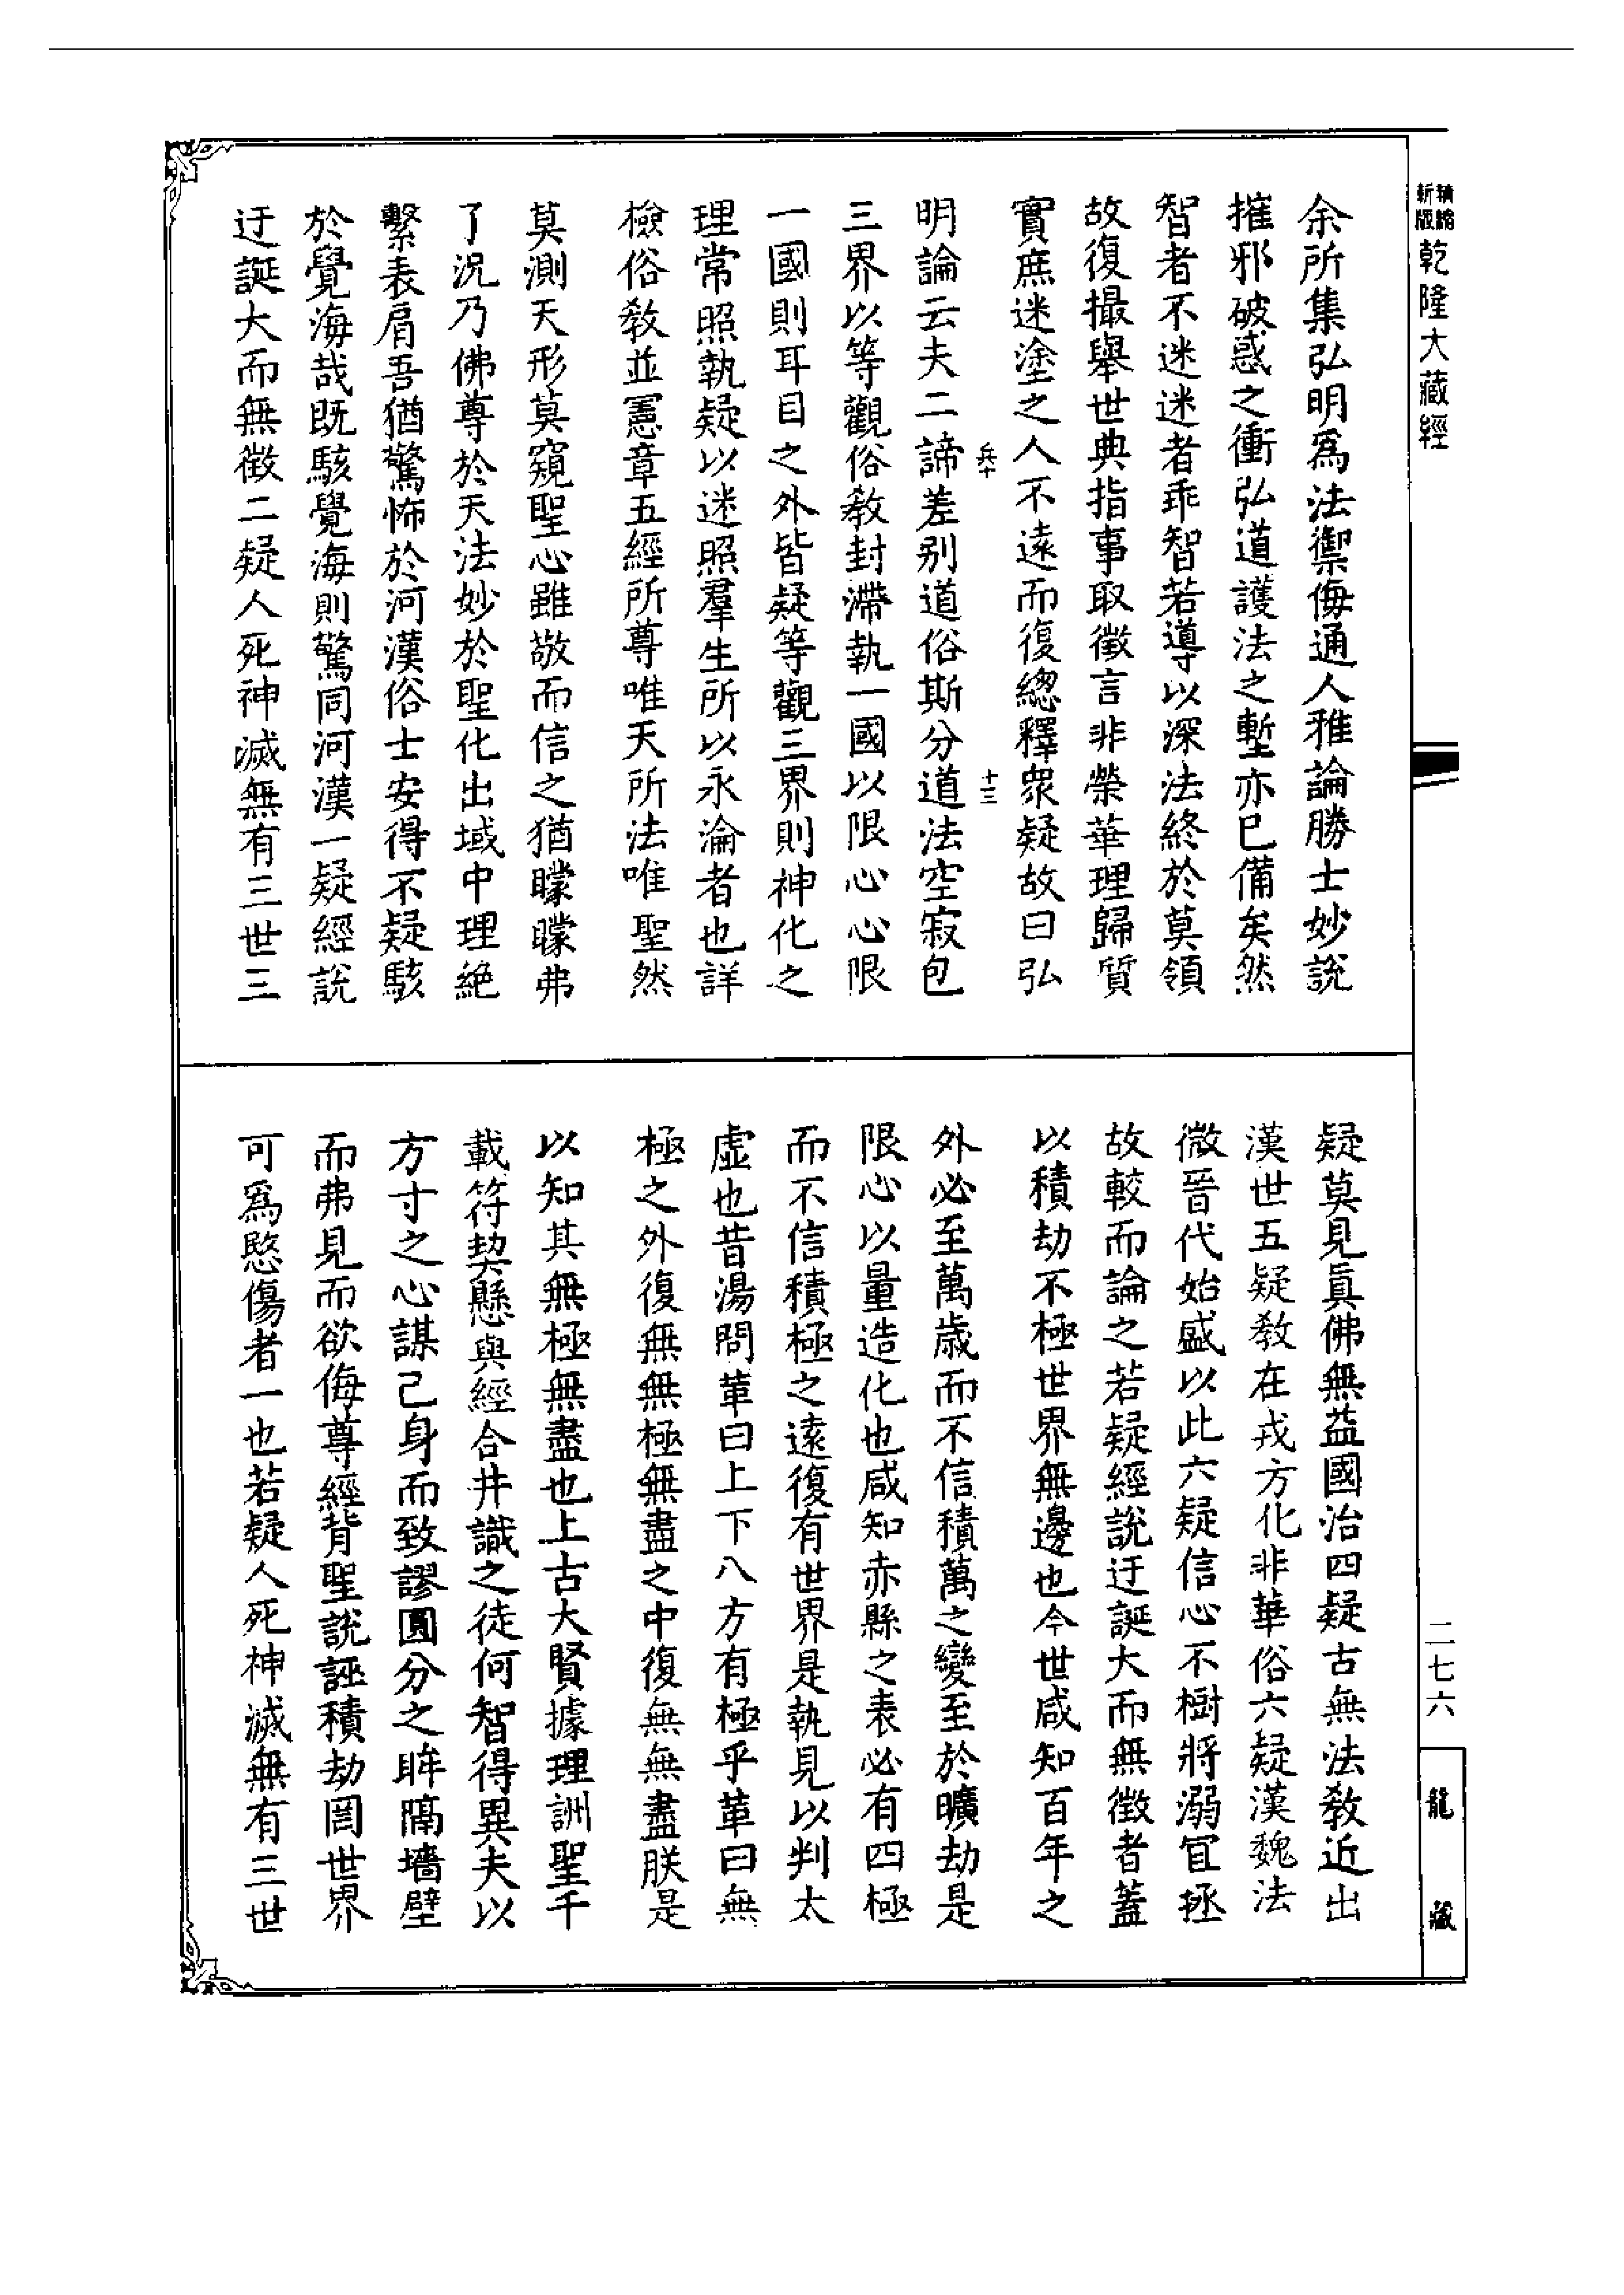 精縮
新版
乾隆大藏經
余所集弘明爲法禦侮通人雅論勝士妙說
摧邪破惑之衝弘道護法之塹亦已備矣然
智者不迷迷者乖智若導以深法終於莫領
故復撮舉世典指事取徵言非榮華理歸質
實庶迷塗之人不遠而復總釋衆疑故曰弘
兵十
十三
明論云夫二諦差別道俗斯分道法空寂包
三界以等觀俗教封滯執一國以限心心限
一國則耳目之外皆疑等觀三界則神化之
理常照執疑以迷照羣生所以永淪者也詳
檢俗教並憲章五經所尊唯天所法唯聖然
莫測天形莫窺聖心雖敬而信之猶矇矇弗
了況乃佛尊於天法妙於聖化出域中理絶
繫表肩吾猶驚怖於河漢俗士安得不疑駭
於覺海哉既駭覺海則驚同河漢一疑經說
迂誕大而無徵二疑人死神滅無有三世三
疑莫見眞佛無益國治四疑古無法教近出
漢世五疑教在戎方化非華俗六疑漢魏法
微晉代始盛以此六疑信心不樹將溺宜拯
故較而論之若疑經說迂誕大而無徵者蓋
以積劫不極世界無邊也今世咸知百年之
外必至萬歲而不信積萬之變至於曠劫是
限心以量造化也咸知赤縣之表必有四極
而不信積極之遠復有世界是執見以判太
虛也昔湯問革曰上下八方有極乎革曰無
極之外復無無極無盡之中復無無盡朕是
以知其無極無盡也上古大賢據理訓聖千
載符契懸與經合井識之徒何智得異夫以
方寸之心謀己身而致謬圓分之眸隔墻壁
而弗見而欲侮尊經背聖說誣積劫罔世界
可爲愍傷者一也若疑人死神滅無有三世
二七六
龍藏